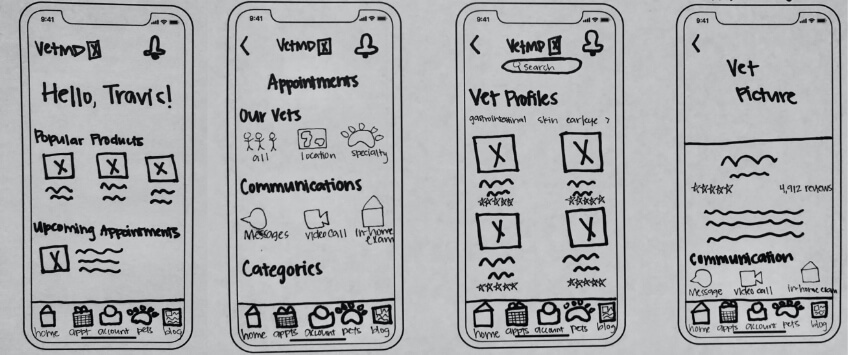 9:41
VetMD
Hello, Travis!
Popular Products
Upcoming Appointments
home appt account pets blog
9:41
VetMD
Appointments
Our Vets
all location specialty
Communications
Messages video call In-home exam
Categories
home appts account pets blog
9:41
VetMD
search
Vet Profiles
gastrointestinal skin ear/eye >
home appts account pets blog
9:41
Vet
Picture
4,912 reviews
Communication
Message video call In-home exam
home appts account pets blog